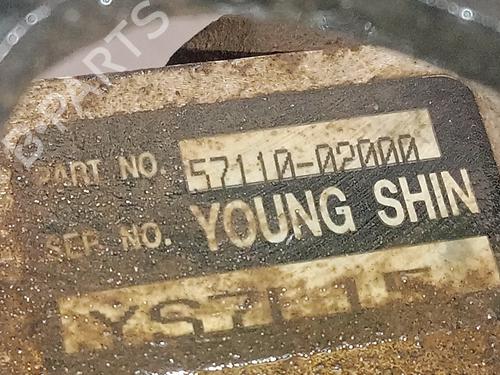 B-PARTS
PART NO. 57110-02000
SER NO. YOUNG SHIN